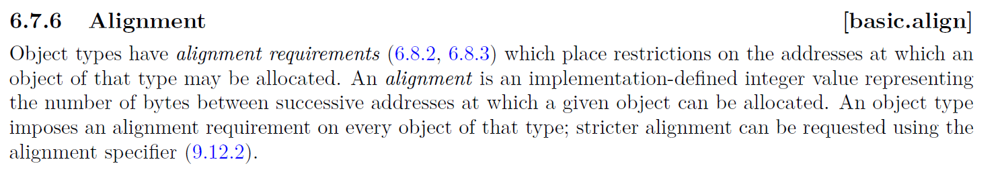 6.7.6 Alignment [basic.align]
Object types have alignment requirements (6.8.2, 6.8.3) which place restrictions on the addresses at which an
object of that type may be allocated. An alignment is an implementation-defined integer value representing
the number of bytes between successive addresses at which a given object can be allocated. An object type
imposes an alignment requirement on every object of that type; stricter alignment can be requested using the
alignment specifier (9.12.2).